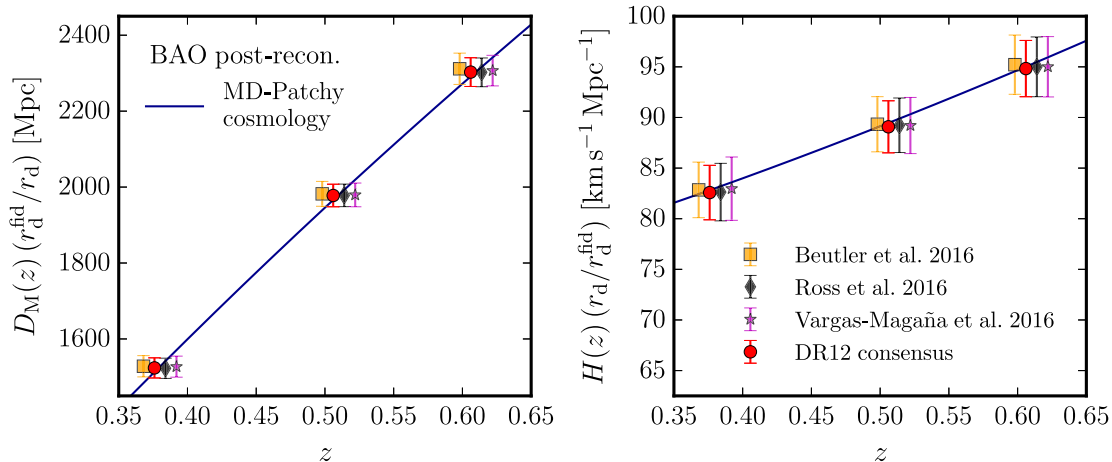 2400
2200
2000
1800
1600
D_M(z) (r_d^fid/r_d) [Mpc]
BAO post-recon.
MD-Patchy
cosmology
0.35 0.40 0.45 0.50 0.55 0.60 0.65
z
100
95
90
85
80
75
70
65
H(z) (r_d/r_d^fid) [km s^−1 Mpc^−1]
Beutler et al. 2016
Ross et al. 2016
Vargas-Magaña et al. 2016
DR12 consensus
0.35 0.40 0.45 0.50 0.55 0.60 0.65
z